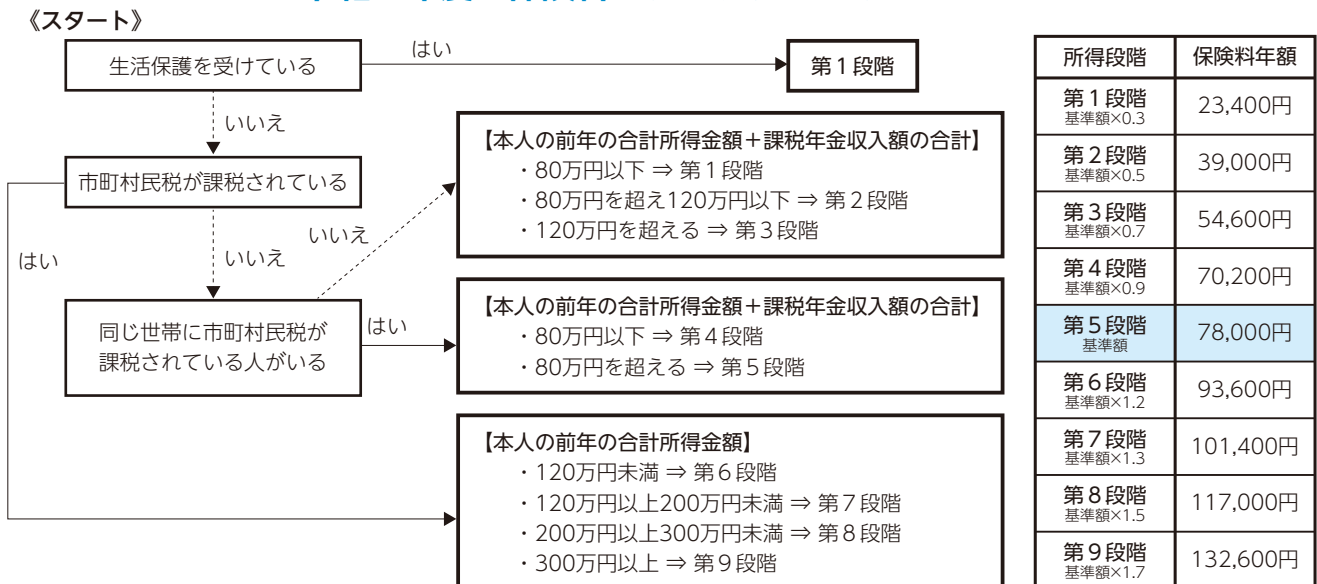 《スタート》
生活保護を受けている
はい
第1段階
いいえ
市町村民税が課税されている
はい
いいえ
いいえ
同じ世帯に市町村民税が
課税されている人がいる
はい
【本人の前年の合計所得金額＋課税年金収入額の合計】
・80万円以下 ⇒ 第1段階
・80万円を超え120万円以下 ⇒ 第2段階
・120万円を超える ⇒ 第3段階
【本人の前年の合計所得金額＋課税年金収入額の合計】
・80万円以下 ⇒ 第4段階
・80万円を超える ⇒ 第5段階
【本人の前年の合計所得金額】
・120万円未満 ⇒ 第6段階
・120万円以上200万円未満 ⇒ 第7段階
・200万円以上300万円未満 ⇒ 第8段階
・300万円以上 ⇒ 第9段階
所得段階 保険料年額
第1段階 23,400円
基準額×0.3
第2段階 39,000円
基準額×0.5
第3段階 54,600円
基準額×0.7
第4段階 70,200円
基準額×0.9
第5段階 78,000円
基準額
第6段階 93,600円
基準額×1.2
第7段階 101,400円
基準額×1.3
第8段階 117,000円
基準額×1.5
第9段階 132,600円
基準額×1.7